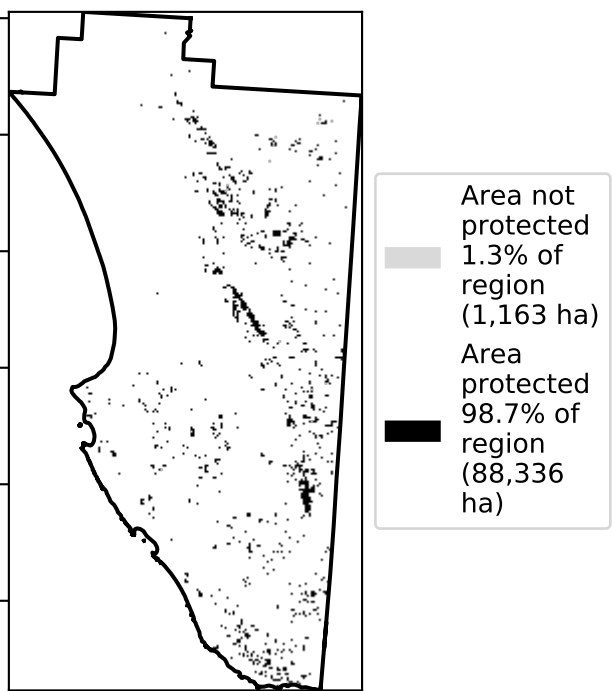 Area not
protected
1.3% of
region
(1,163 ha)
Area
protected
98.7% of
region
(88,336
ha)